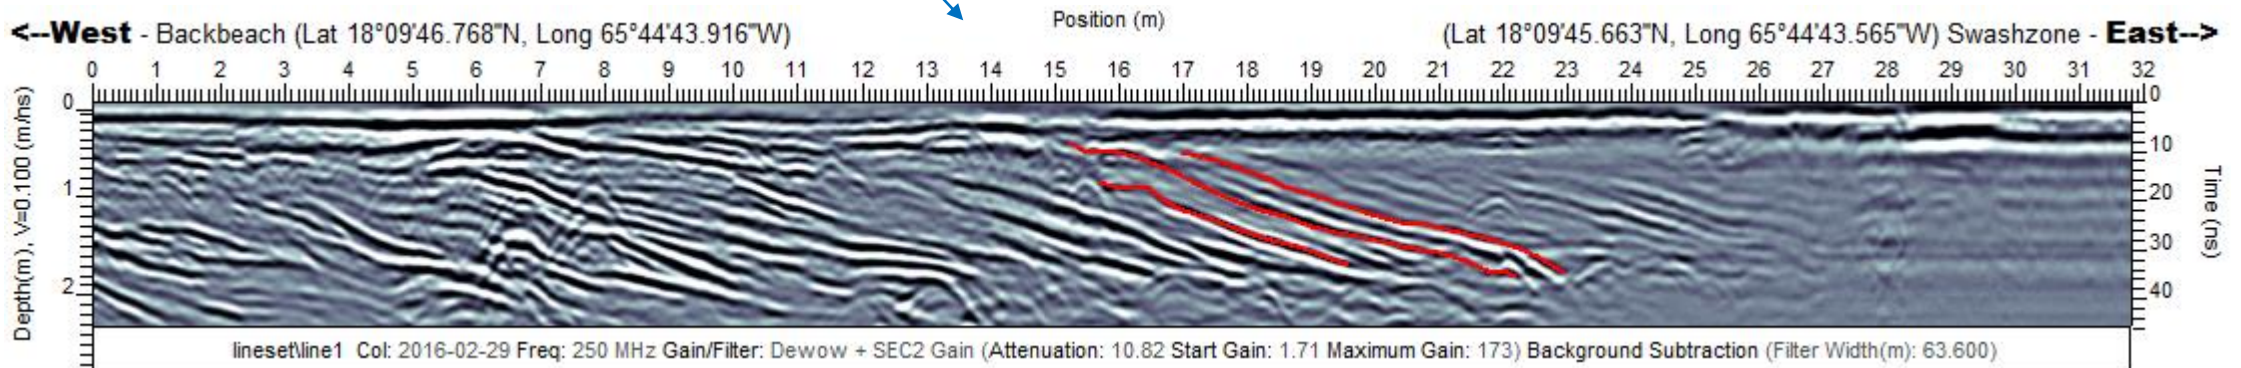 Position (m)
<--West - Backbeach (Lat 18°09'46.768"N, Long 65°44'43.916"W)
(Lat 18°09'45.663"N, Long 65°44'43.565"W) Swashzone - East-->
0 1 2 3 4 5 6 7 8 9 10 11 12 13 14 15 16 17 18 19 20 21 22 23 24 25 26 27 28 29 30 31 32
Depth(m), V=0.100 (m/ns)
0
1
2
0
10
20
30
40
Time (ns)
lineset\line1 Col: 2016-02-29 Freq: 250 MHz Gain/Filter: Dewow + SEC2 Gain (Attenuation: 10.82 Start Gain: 1.71 Maximum Gain: 173) Background Subtraction (Filter Width(m): 63.600)